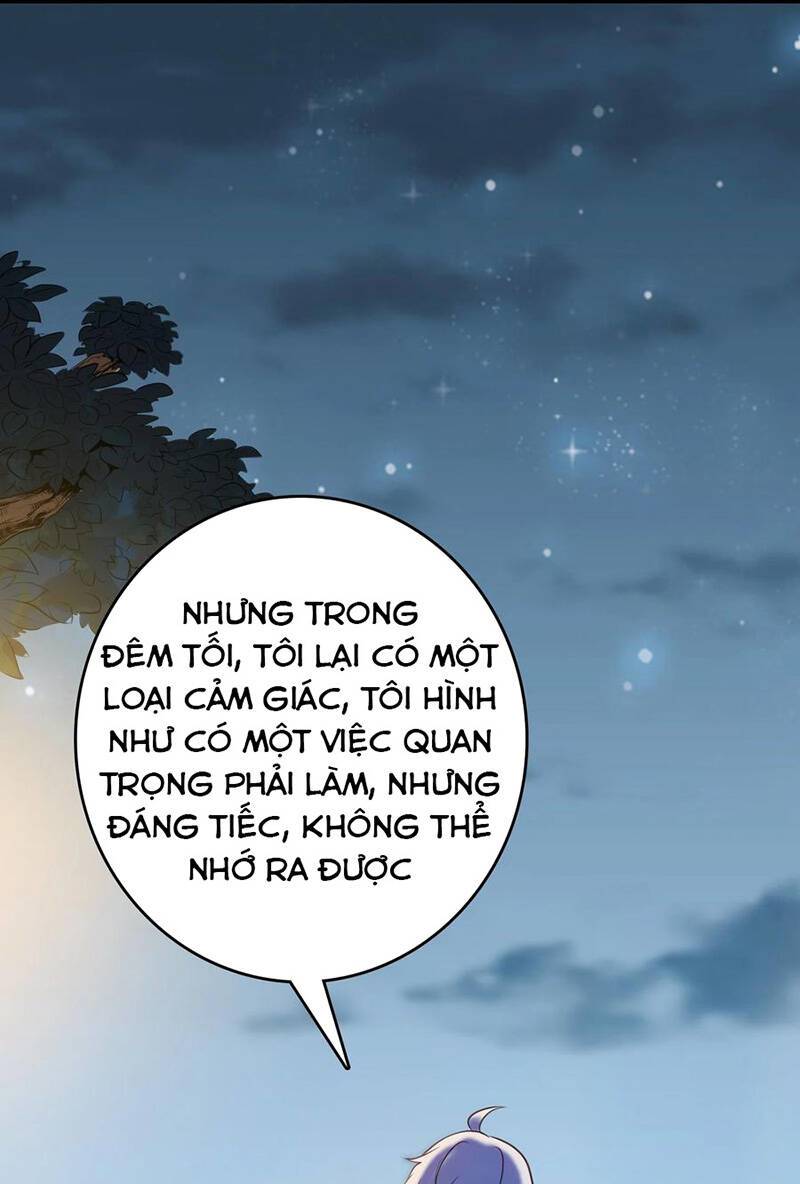 NHƯNG TRONG
ĐÊM TỐI, TÔI LẠI CÓ MỘT
LOẠI CẢM GIÁC, TÔI HÌNH
NHƯ CÓ MỘT VIỆC QUAN
TRỌNG PHẢI LÀM, NHƯNG
ĐÁNG TIẾC, KHÔNG THỂ
NHỚ RA ĐƯỢC